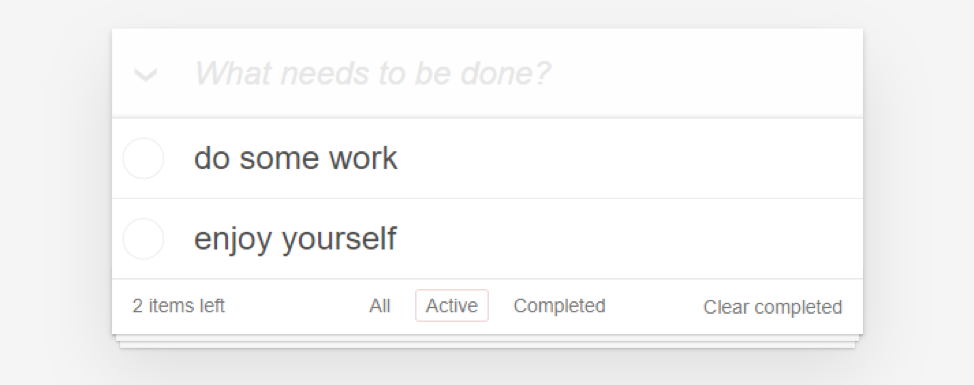 What needs to be done?
do some work
enjoy yourself
2 items left All Active Completed Clear completed